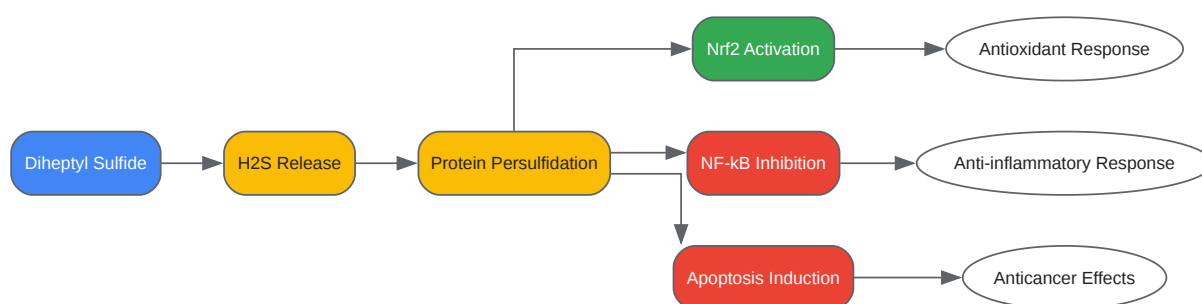 Nrf2 Activation
Antioxidant Response
Diheptyl Sulfide
H2S Release
Protein Persulfidation
NF-kB Inhibition
Anti-inflammatory Response
Apoptosis Induction
Anticancer Effects